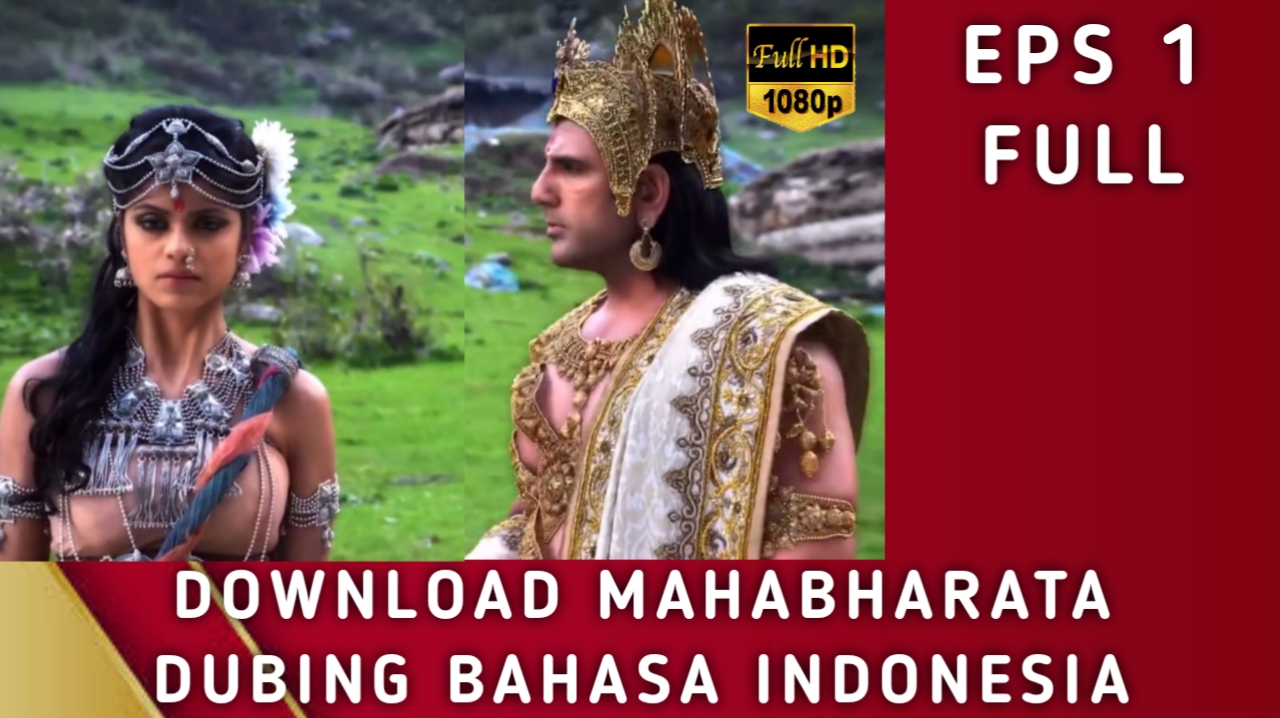 EPS 1
FULL
Full HD
1080p
DOWNLOAD MAHABHARATA
DUBING BAHASA INDONESIA